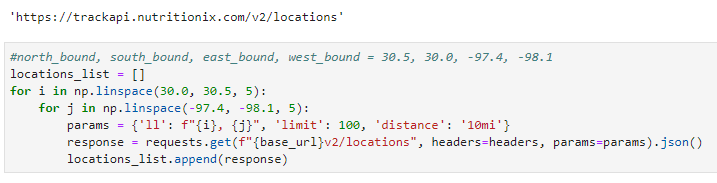 'https://trackapi.nutritionix.com/v2/locations'
#north_bound, south_bound, east_bound, west_bound = 30.5, 30.0, -97.4, -98.1
locations_list = []
for i in np.linspace(30.0, 30.5, 5):
    for j in np.linspace(-97.4, -98.1, 5):
        params = {'ll': f"{i}, {j}", 'limit': 100, 'distance': '10mi'}
        response = requests.get(f"{base_url}v2/locations", headers=headers, params=params).json()
        locations_list.append(response)